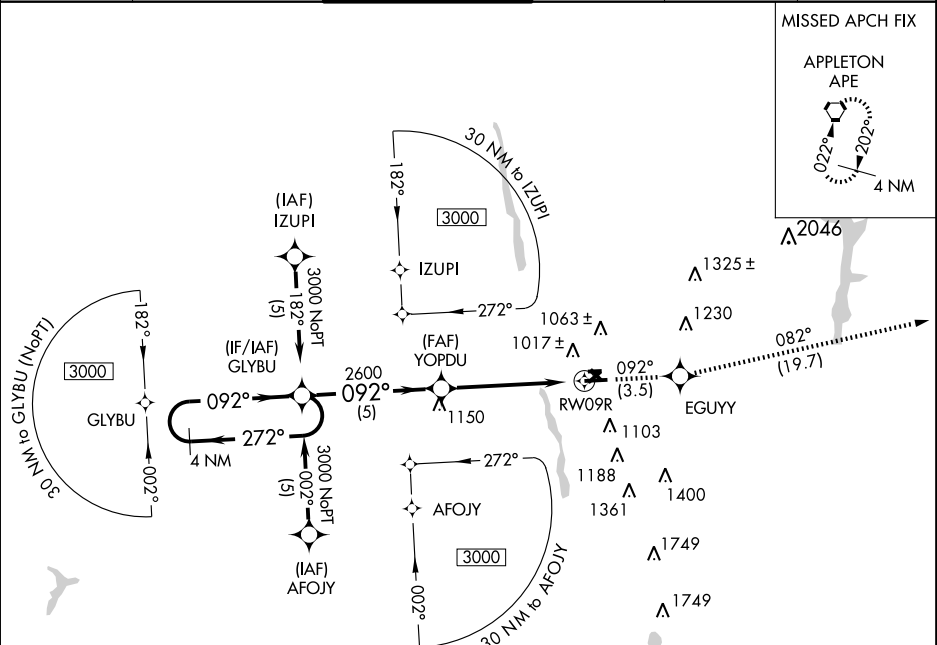 MISSED APCH FIX
APPLETON
APE
022°
202°
4 NM
2046
30 NM to IZUPI
182°
3000
IZUPI
272°
(IAF)
IZUPI
3000 NoPT
182°
(5)
1325 ±
1230
1063 ±
1017 ±
30 NM to GLYBU (NoPT)
182°
3000
GLYBU
002°
(IF/IAF)
GLYBU
092°
272°
4 NM
2600
092°
(5)
(FAF)
YOPDU
1150
RW09R
092°
(3.5)
EGUYY
082°
(19.7)
3000 NoPT
002°
(5)
(IAF)
AFOJY
272°
AFOJY
3000
002°
30 NM to AFOJY
1103
1188
1361
1400
1749
1749